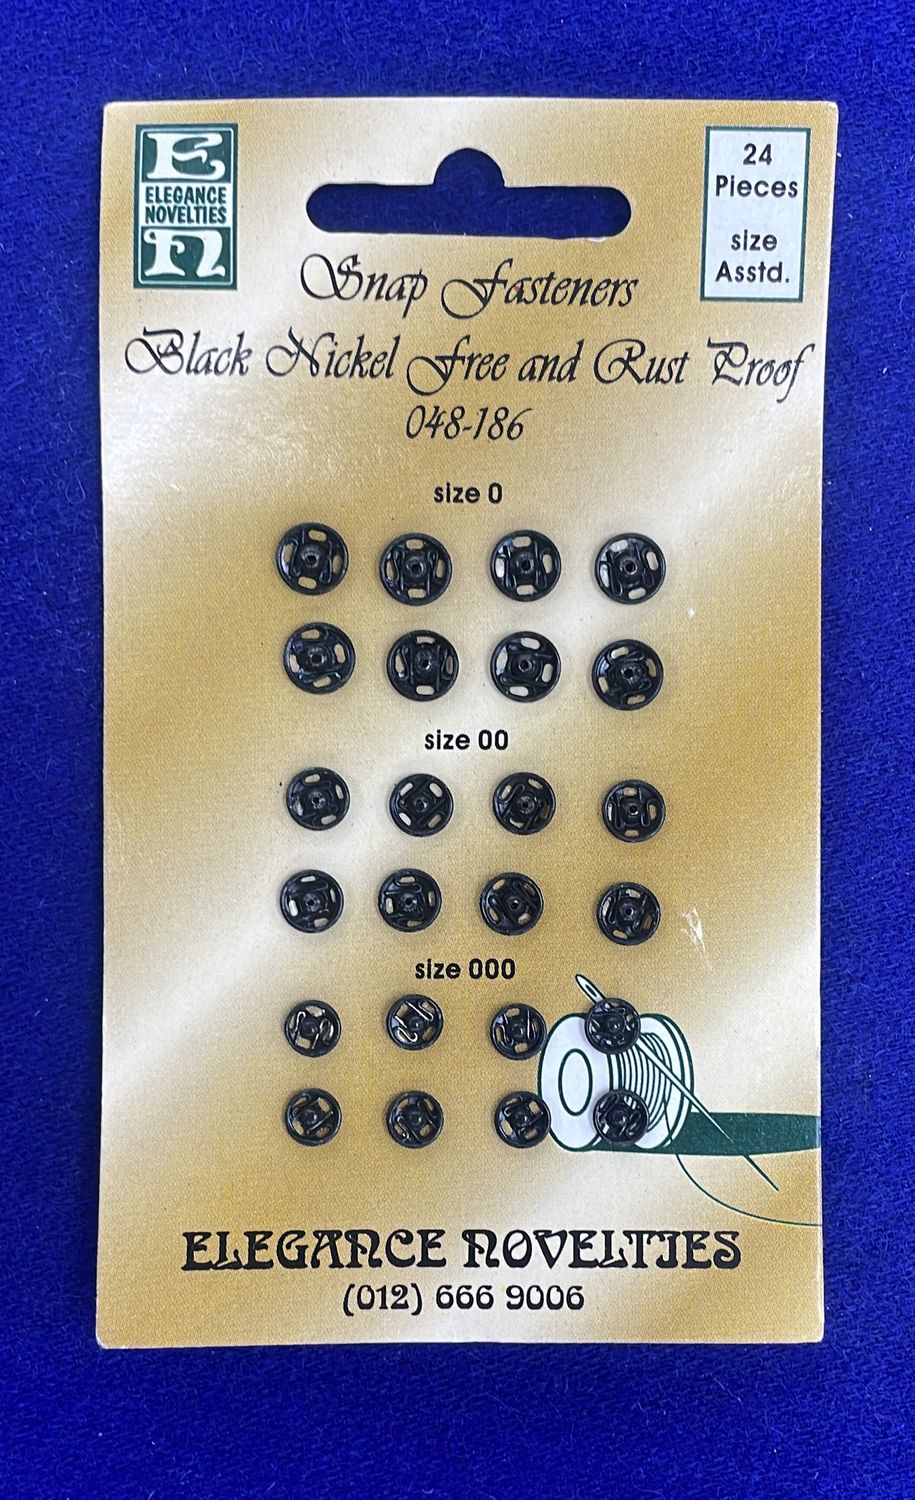 E
ELEGANCE
NOVELTIES
n
24
Pieces
size
Asstd.
Snap Fasteners
Black Nickel Free and Rust Proof
048-186
size 0
size 00
size 000
ELEGANCE NOVELTIES
(012) 666 9006